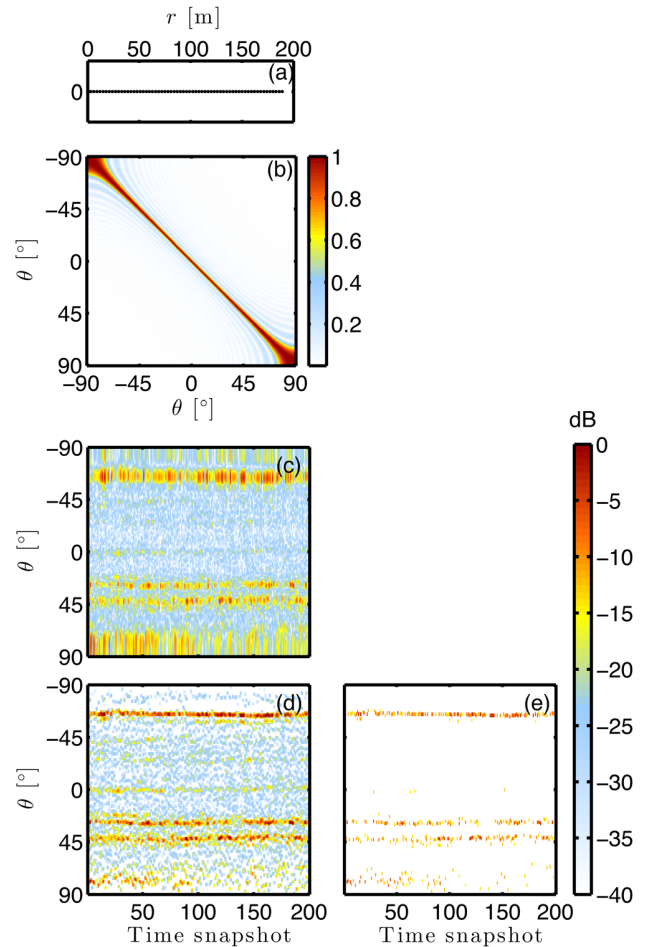 r [m]
0 50 100 150 200
(a)
0
−90
(b)
1
−45
0.8
θ [°]
0
0.6
45
0.4
0.2
90
−90 −45 0 45 90
θ [°]
dB
−90
(c)
0
−45
−5
θ [°]
0
−10
45
−15
90
−90
(d)
(e)
−20
−45
−25
θ [°]
0
−30
45
−35
90
−40
50 100 150 200
50 100 150 200
Time snapshot
Time snapshot